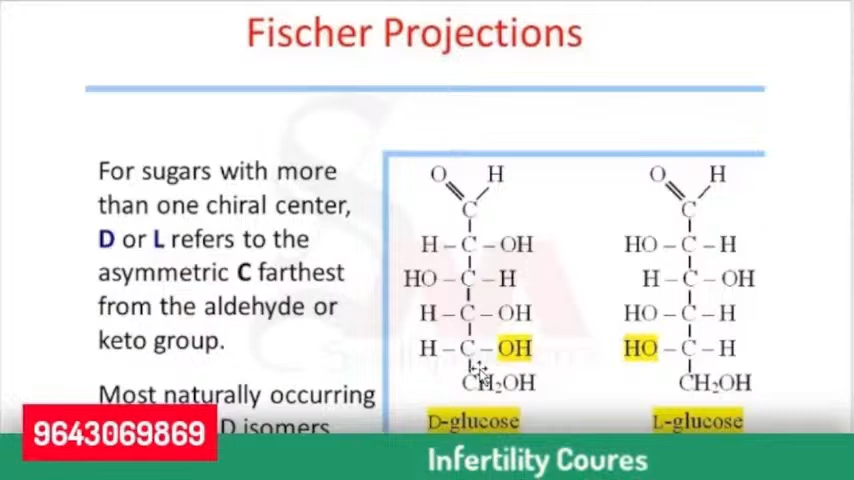 Fischer Projections
For sugars with more
than one chiral center,
D or L refers to the
asymmetric C farthest
from the aldehyde or
keto group.
Most naturally occurring
D isomers
O H
C
H – C – OH
HO – C – H
H – C – OH
H – C – OH
CH₂OH
D-glucose
O H
C
HO – C – H
H – C – OH
HO – C – H
HO – C – H
CH₂OH
L-glucose
9643069869
Infertility Coures